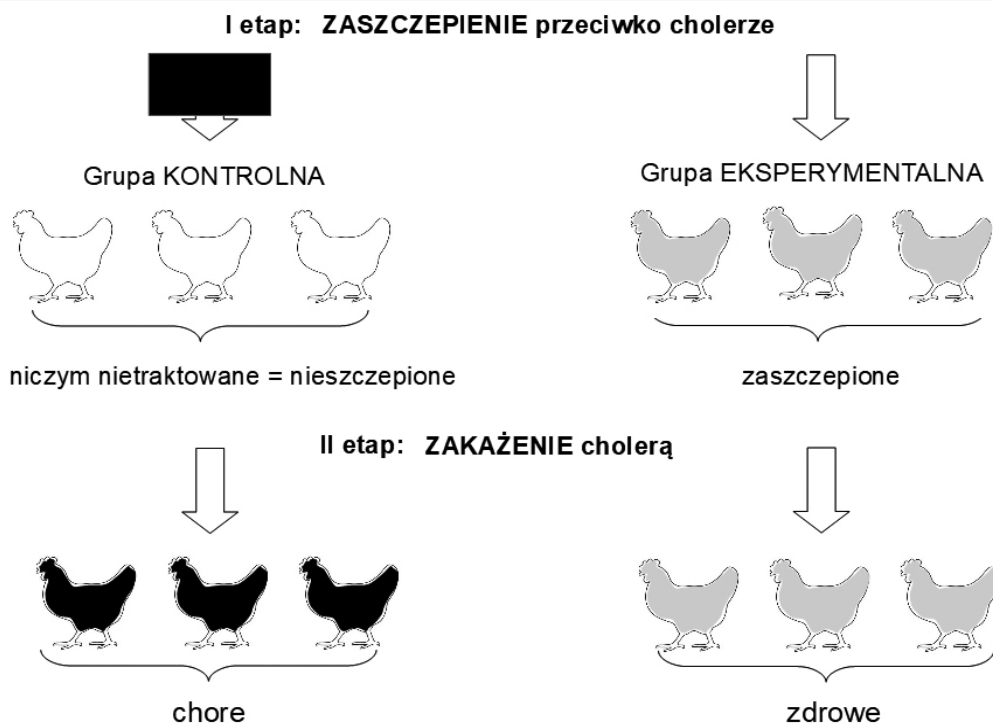 I etap: ZASZCZEPIENIE przeciwko cholerze
Grupa KONTROLNA
Grupa EKSPERYMENTALNA
niczym nietraktowane = nieszczepione
zaszczepione
II etap: ZAKAŻENIE cholerą
chore
zdrowe